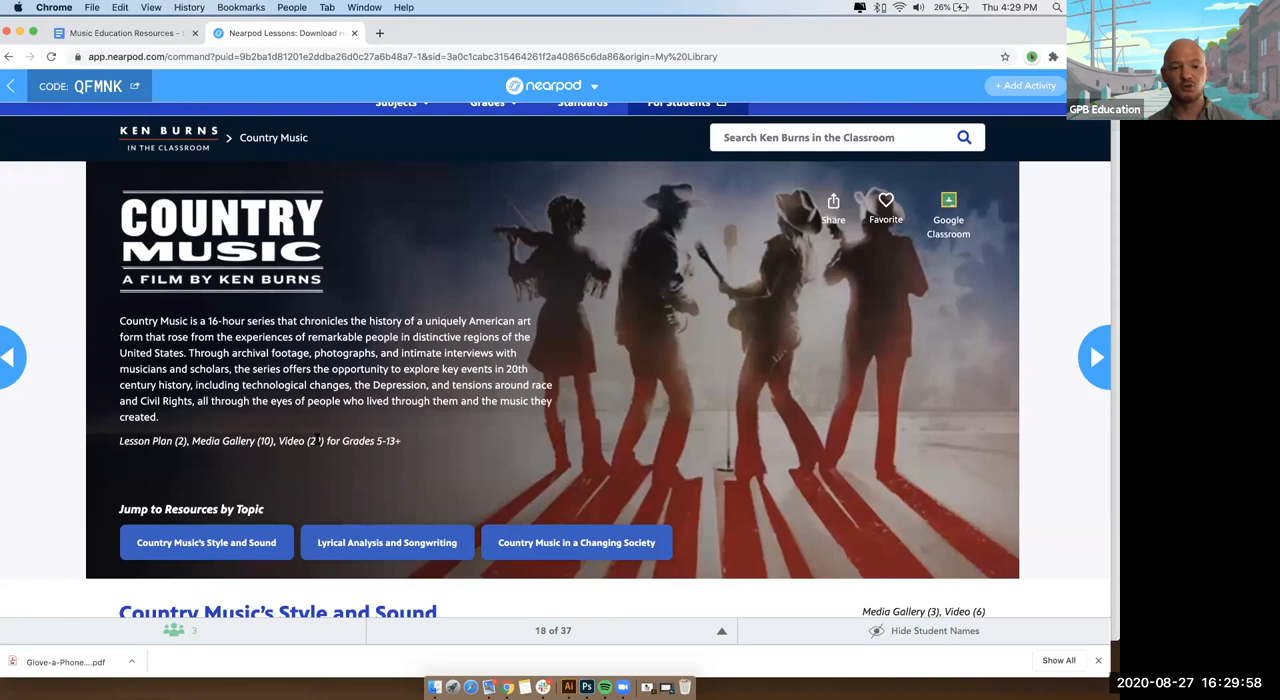 Chrome File Edit View History Bookmarks People Tab Window Help
26% Thu 4:29 PM
Music Education Resources -
Nearpod Lessons: Download r
app.nearpod.com/command?puid=9b2ba1d81201e2ddba26d0c27a6b48a7-1&sid=3a0c1cabc315464261f2a40865c6da86&origin=My%20Library
CODE: QFMNK
nearpod
+ Add Activity
GPB Education
Subjects
Grades
Standards
For Students
KEN BURNS
IN THE CLASSROOM
> Country Music
Search Ken Burns in the Classroom
COUNTRY
MUSIC
A FILM BY KEN BURNS
Share
Favorite
Google
Classroom
Country Music is a 16-hour series that chronicles the history of a uniquely American art
form that rose from the experiences of remarkable people in distinctive regions of the
United States. Through archival footage, photographs, and intimate interviews with
musicians and scholars, the series offers the opportunity to explore key events in 20th
century history, including technological changes, the Depression, and tensions around race
and Civil Rights, all through the eyes of people who lived through them and the music they
created.
Lesson Plan (2), Media Gallery (10), Video for Grades 5-13+
Jump to Resources by Topic
Country Music's Style and Sound
Lyrical Analysis and Songwriting
Country Music in a Changing Society
Country Music's Style and Sound
Media Gallery (3), Video (6)
3
18 of 37
Hide Student Names
Glove-a-Phone....pdf
Show All
Ai
Ps
2020-08-27 16:29:58